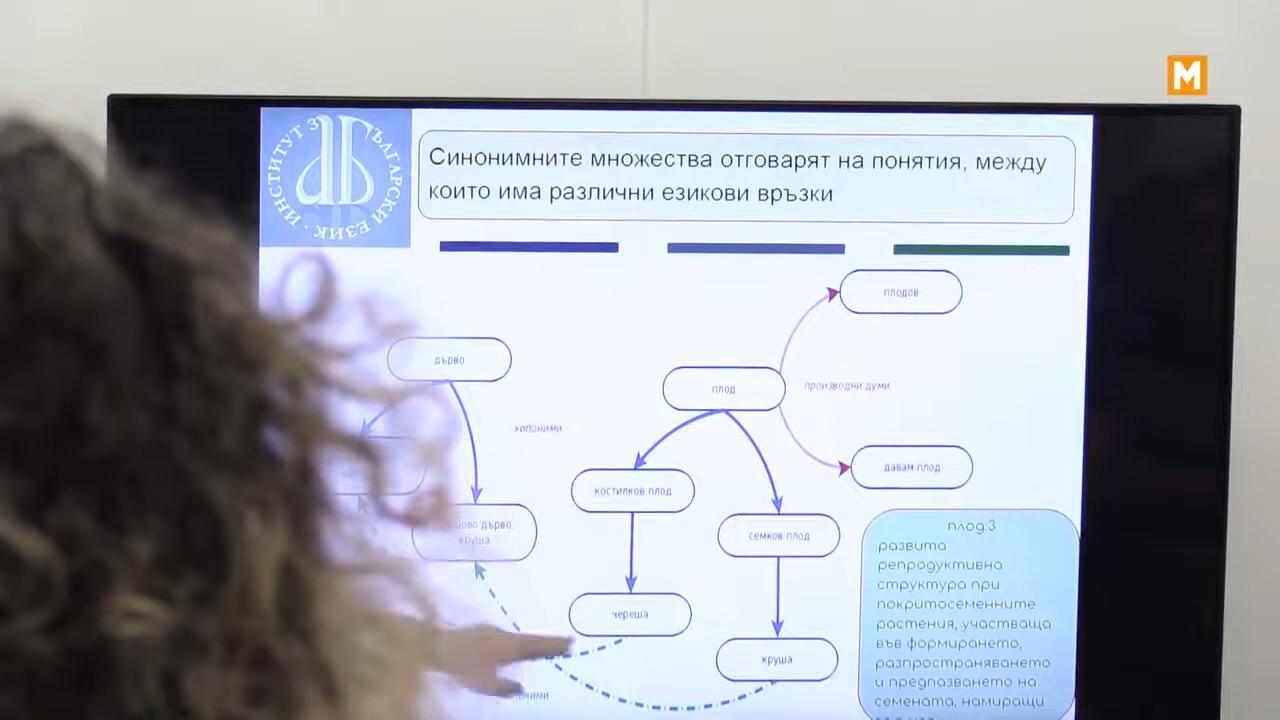 M
ИНСТИТУТ
БЪЛГАРСКИ ЕЗИК
Синонимните множества отговарят на понятия, между
които има различни езикови връзки
плодов
дърво
плод
производни думи
хипоними
давам плод
костилков плод
дърво
круша
семков плод
череша
круша
плод:3
развита
репродуктивна
структура при
покритосеменните
растения, участваща
във формирането,
разпространяването
и предпазването на
семената, намиращи